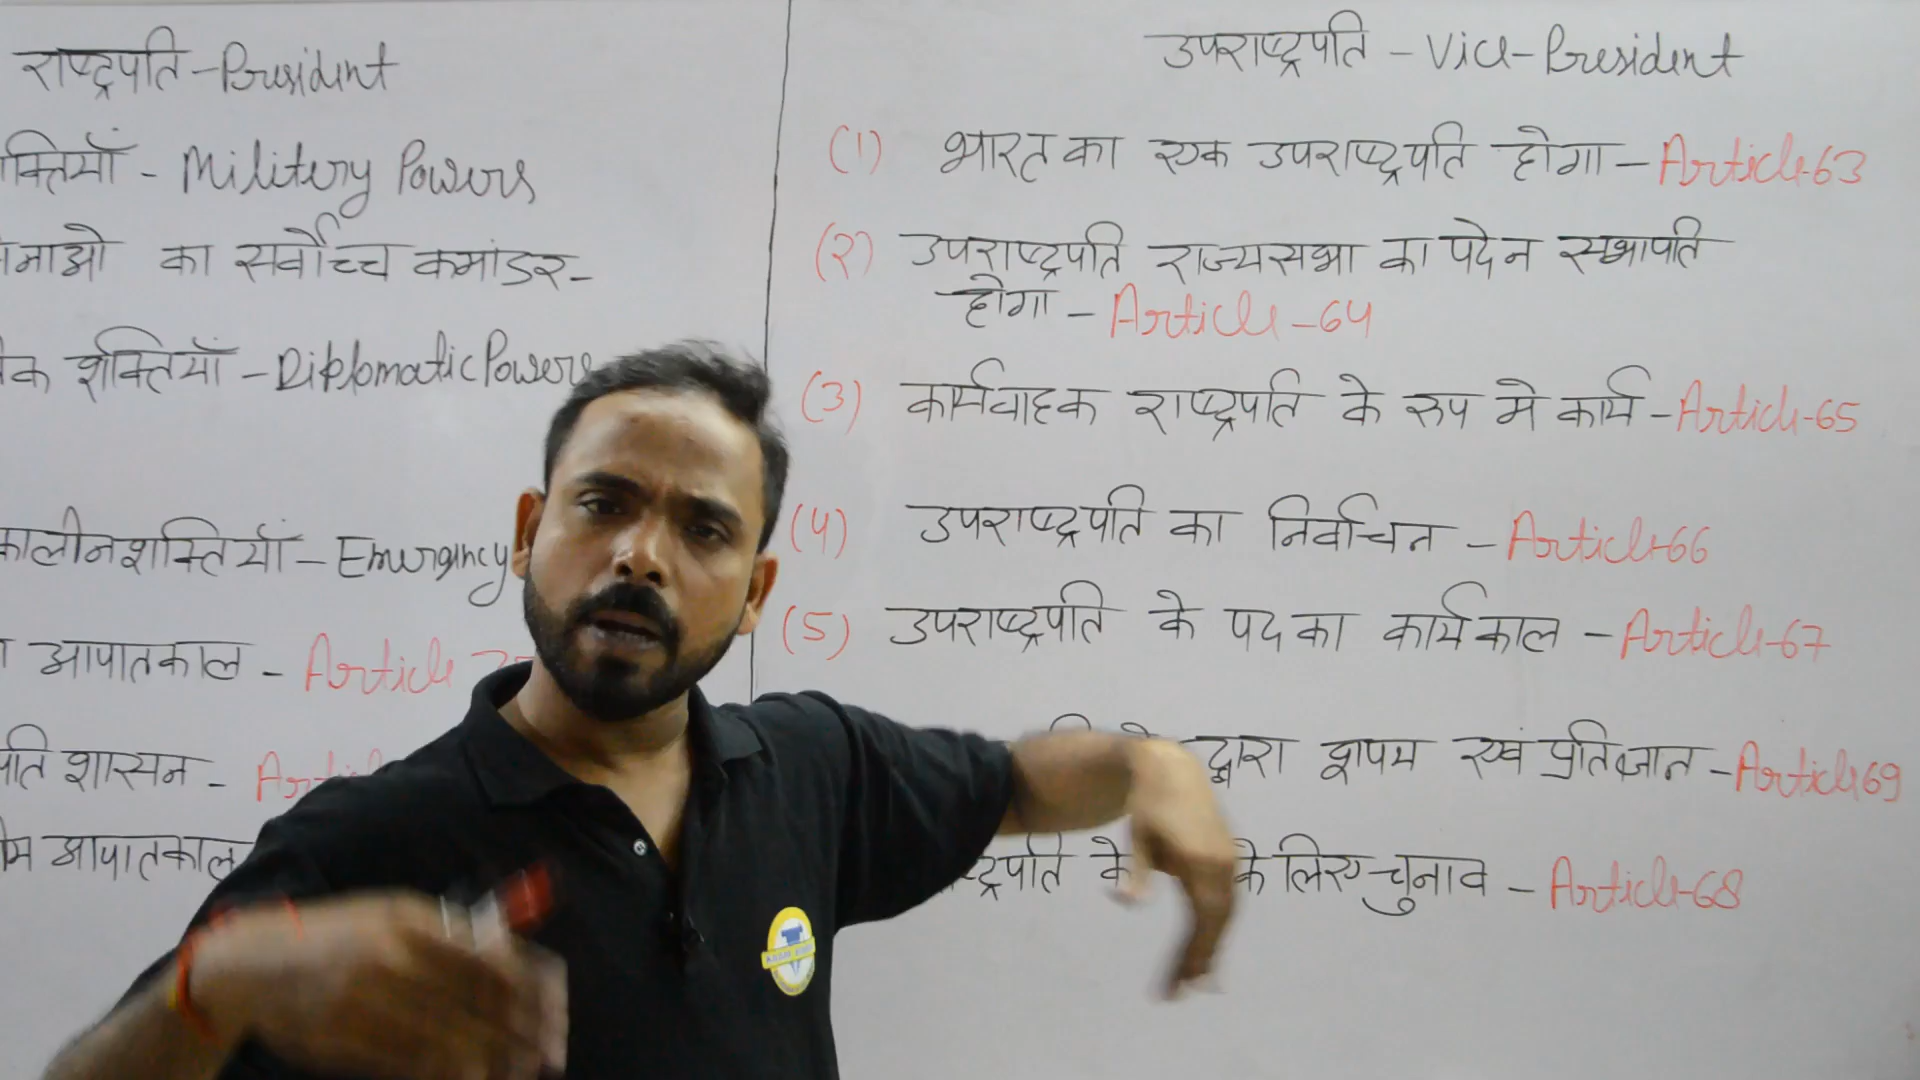 राष्ट्रपति - President
क्तियाँ - Militery Powers
नाओ का सर्वोच्च कमांडर -
क शक्तियाँ - Diplomatic Powers
कालीन शक्तियाँ - Emergency
आपातकाल - Article
पति शासन -
आपातकाल
उपराष्ट्रपति - Vice-President
(1) भारत का एक उपराष्ट्रपति होगा - Article-63
(2) उपराष्ट्रपति राज्यसभा का पदेन सभापति
होगा - Article-64
(3) कार्यवाहक राष्ट्रपति के रूप मे कार्य - Article-65
(4) उपराष्ट्रपति का निर्वाचन - Article-66
(5) उपराष्ट्रपति के पद का कार्यकाल - Article-67
द्वारा शपथ एवं प्रतिज्ञान - Article 69
ष्ट्रपति के के लिए चुनाव - Article-68